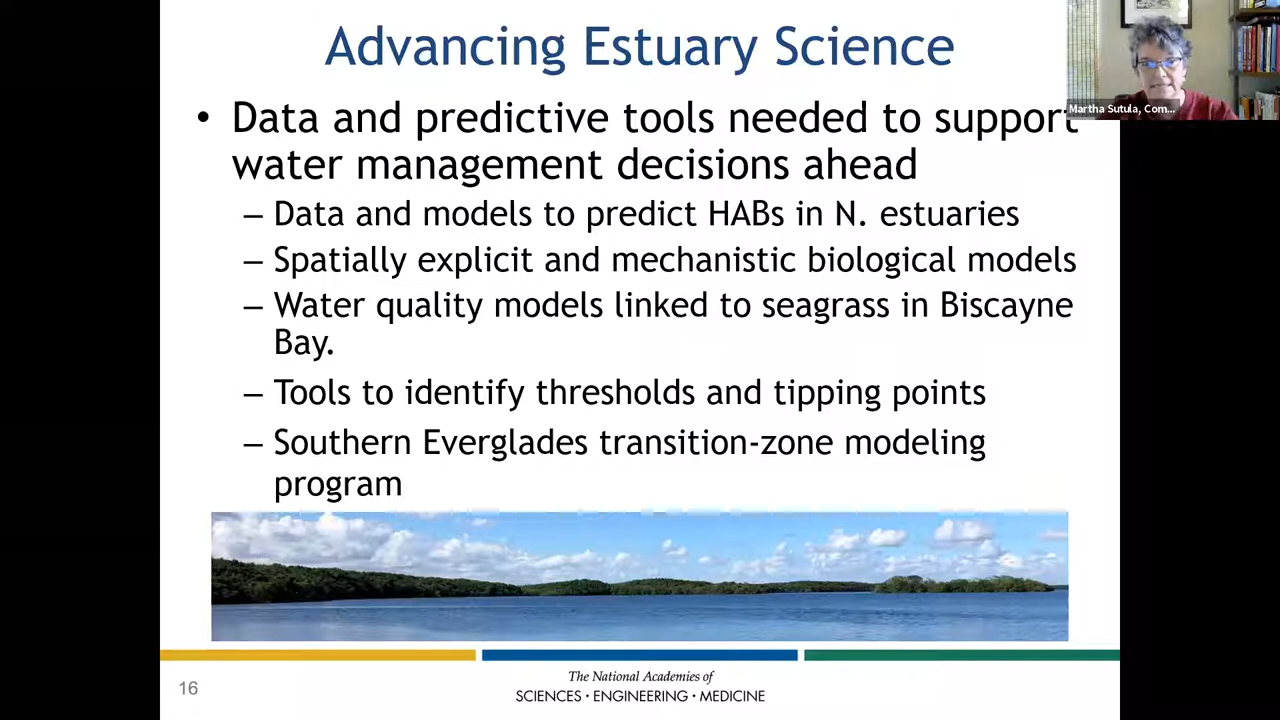 Advancing Estuary Science
Martha Sutula, Com...
• Data and predictive tools needed to support
water management decisions ahead
– Data and models to predict HABs in N. estuaries
– Spatially explicit and mechanistic biological models
– Water quality models linked to seagrass in Biscayne
Bay.
– Tools to identify thresholds and tipping points
– Southern Everglades transition-zone modeling
program
16
The National Academies of
SCIENCES · ENGINEERING · MEDICINE